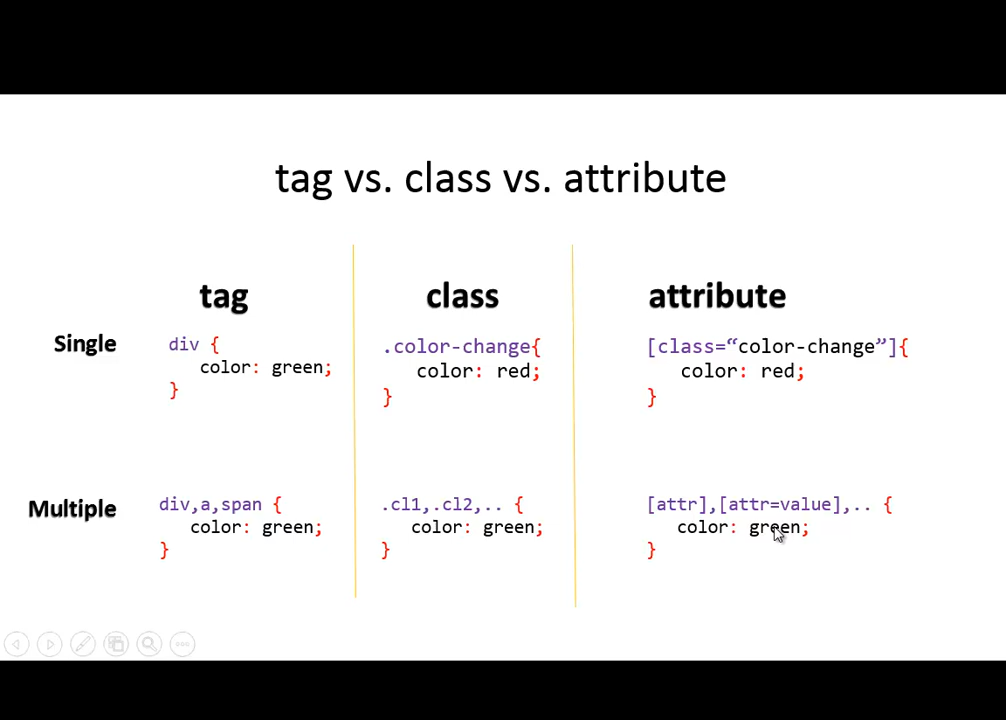 tag vs. class vs. attribute
tag
class
attribute
Single
div {
color: green;
}
.color-change{
color: red;
}
[class=“color-change”]{
color: red;
}
Multiple
div,a,span {
color: green;
}
.cl1,.cl2,.. {
color: green;
}
[attr],[attr=value],.. {
color: green;
}